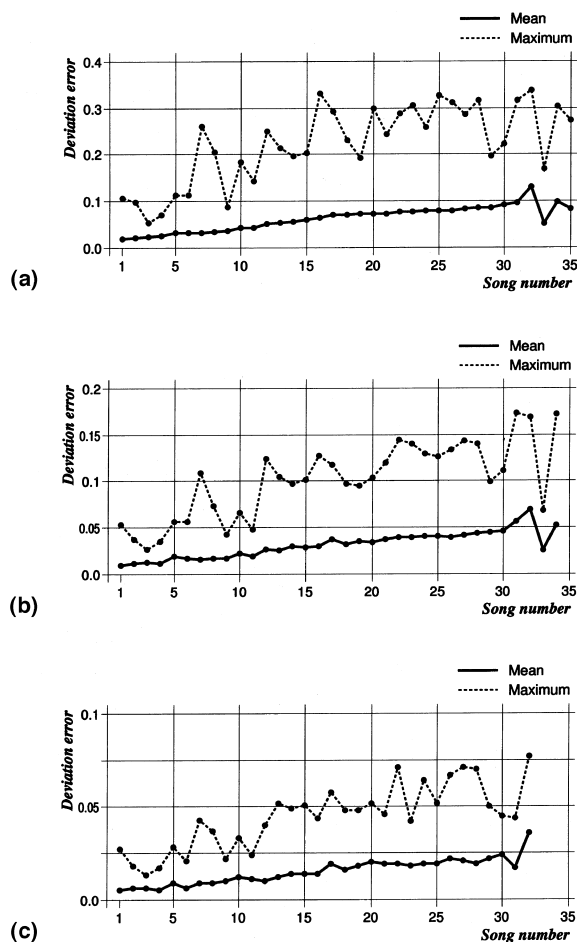 Mean
Maximum
Deviation error
0.4
0.3
0.2
0.1
0.0
1 5 10 15 20 25 30 35
Song number
(a)
Mean
Maximum
Deviation error
0.2
0.15
0.1
0.05
0.0
1 5 10 15 20 25 30 35
Song number
(b)
Mean
Maximum
Deviation error
0.1
0.05
0.0
1 5 10 15 20 25 30 35
Song number
(c)